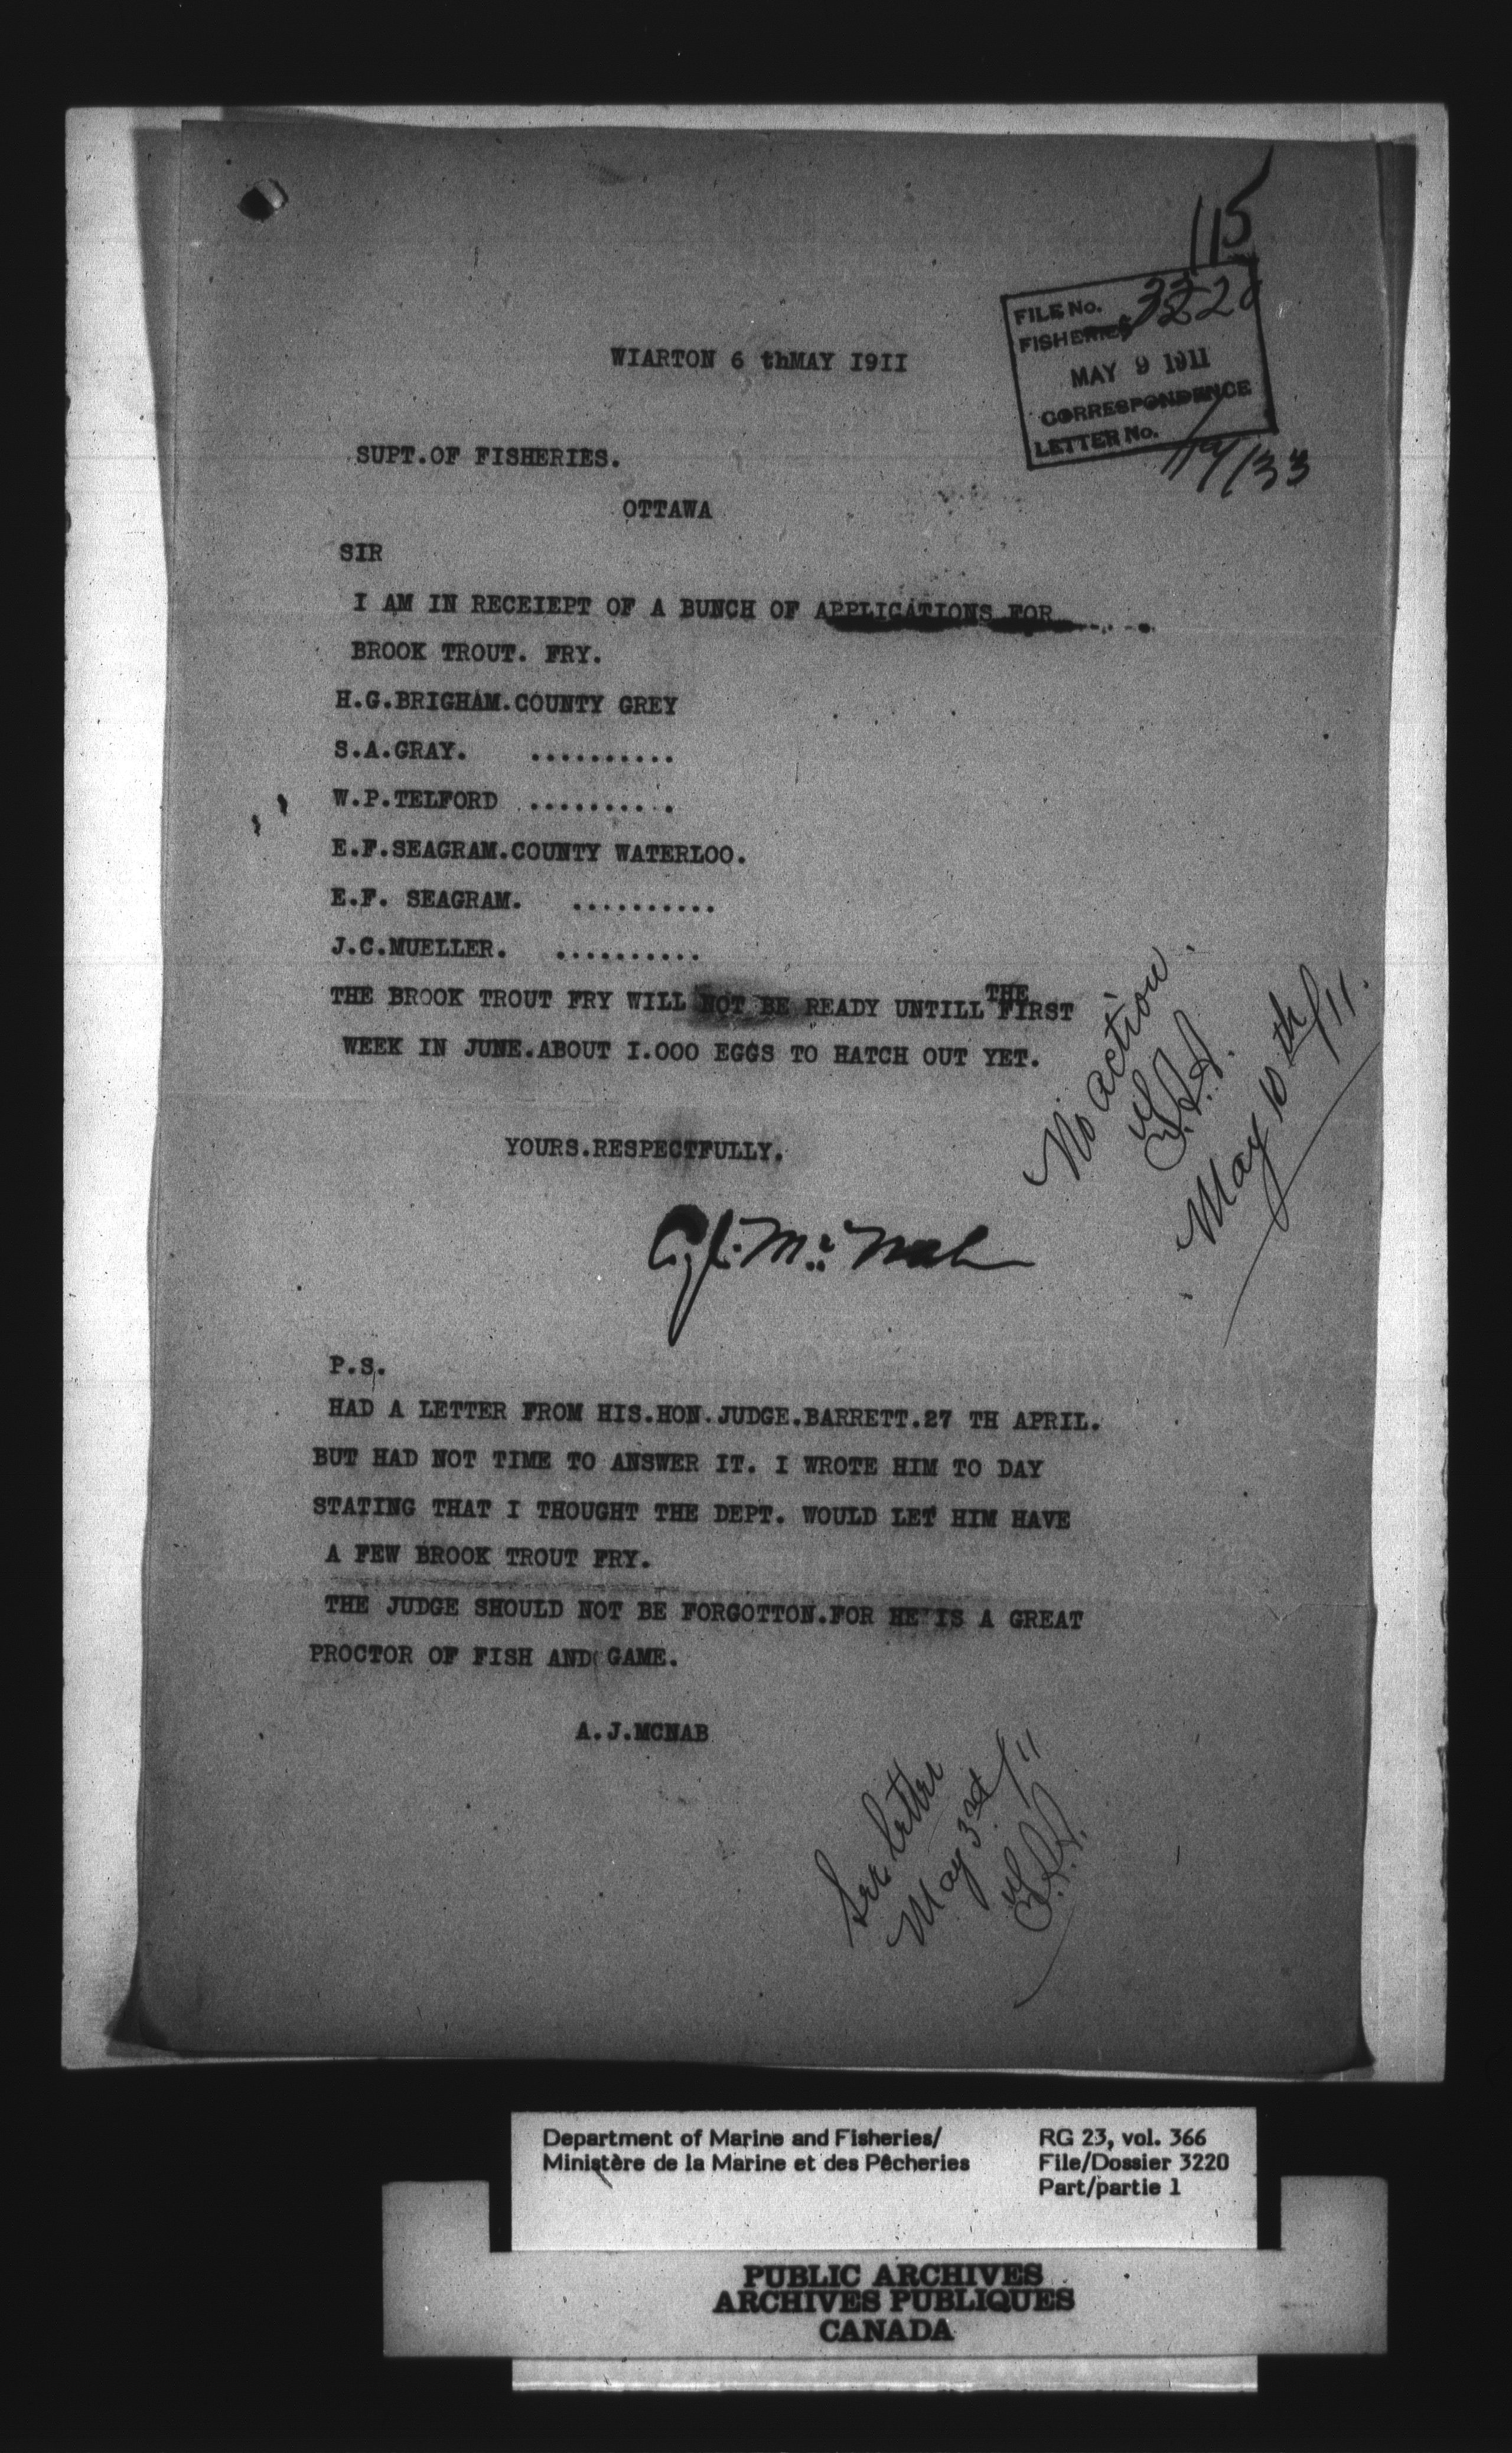 115
FILE No. 3220
FISHERIES
MAY 9 1911
CORRESPONDENCE
LETTER No.
WIARTON 6 thMAY I9II
SUPT.OF FISHERIES.
OTTAWA
SIR
I AM IN RECEIEPT OF A BUNCH OF APPLICATIONS FOR
BROOK TROUT. FRY.
H.G.BRIGHAM.COUNTY GREY
S.A.GRAY. ..........
W.P.TELFORD ..........
E.F.SEAGRAM.COUNTY WATERLOO.
E.F. SEAGRAM. ..........
J.C.MUELLER. ..........
THE BROOK TROUT FRY WILL NOT BE READY UNTILL THE FIRST
WEEK IN JUNE.ABOUT I.000 EGGS TO HATCH OUT YET.
No action.
May 10th/11.
YOURS.RESPECTFULLY.
A.J. McNab
P.S.
HAD A LETTER FROM HIS.HON.JUDGE.BARRETT.27 TH APRIL.
BUT HAD NOT TIME TO ANSWER IT. I WROTE HIM TO DAY
STATING THAT I THOUGHT THE DEPT. WOULD LET HIM HAVE
A FEW BROOK TROUT FRY.
THE JUDGE SHOULD NOT BE FORGOTTON.FOR HE IS A GREAT
PROCTOR OF FISH AND GAME.
A.J.MCNAB
See letter
May 3rd/11
Department of Marine and Fisheries/
Ministère de la Marine et des Pêcheries
RG 23, vol. 366
File/Dossier 3220
Part/partie 1
PUBLIC ARCHIVES
ARCHIVES PUBLIQUES
CANADA